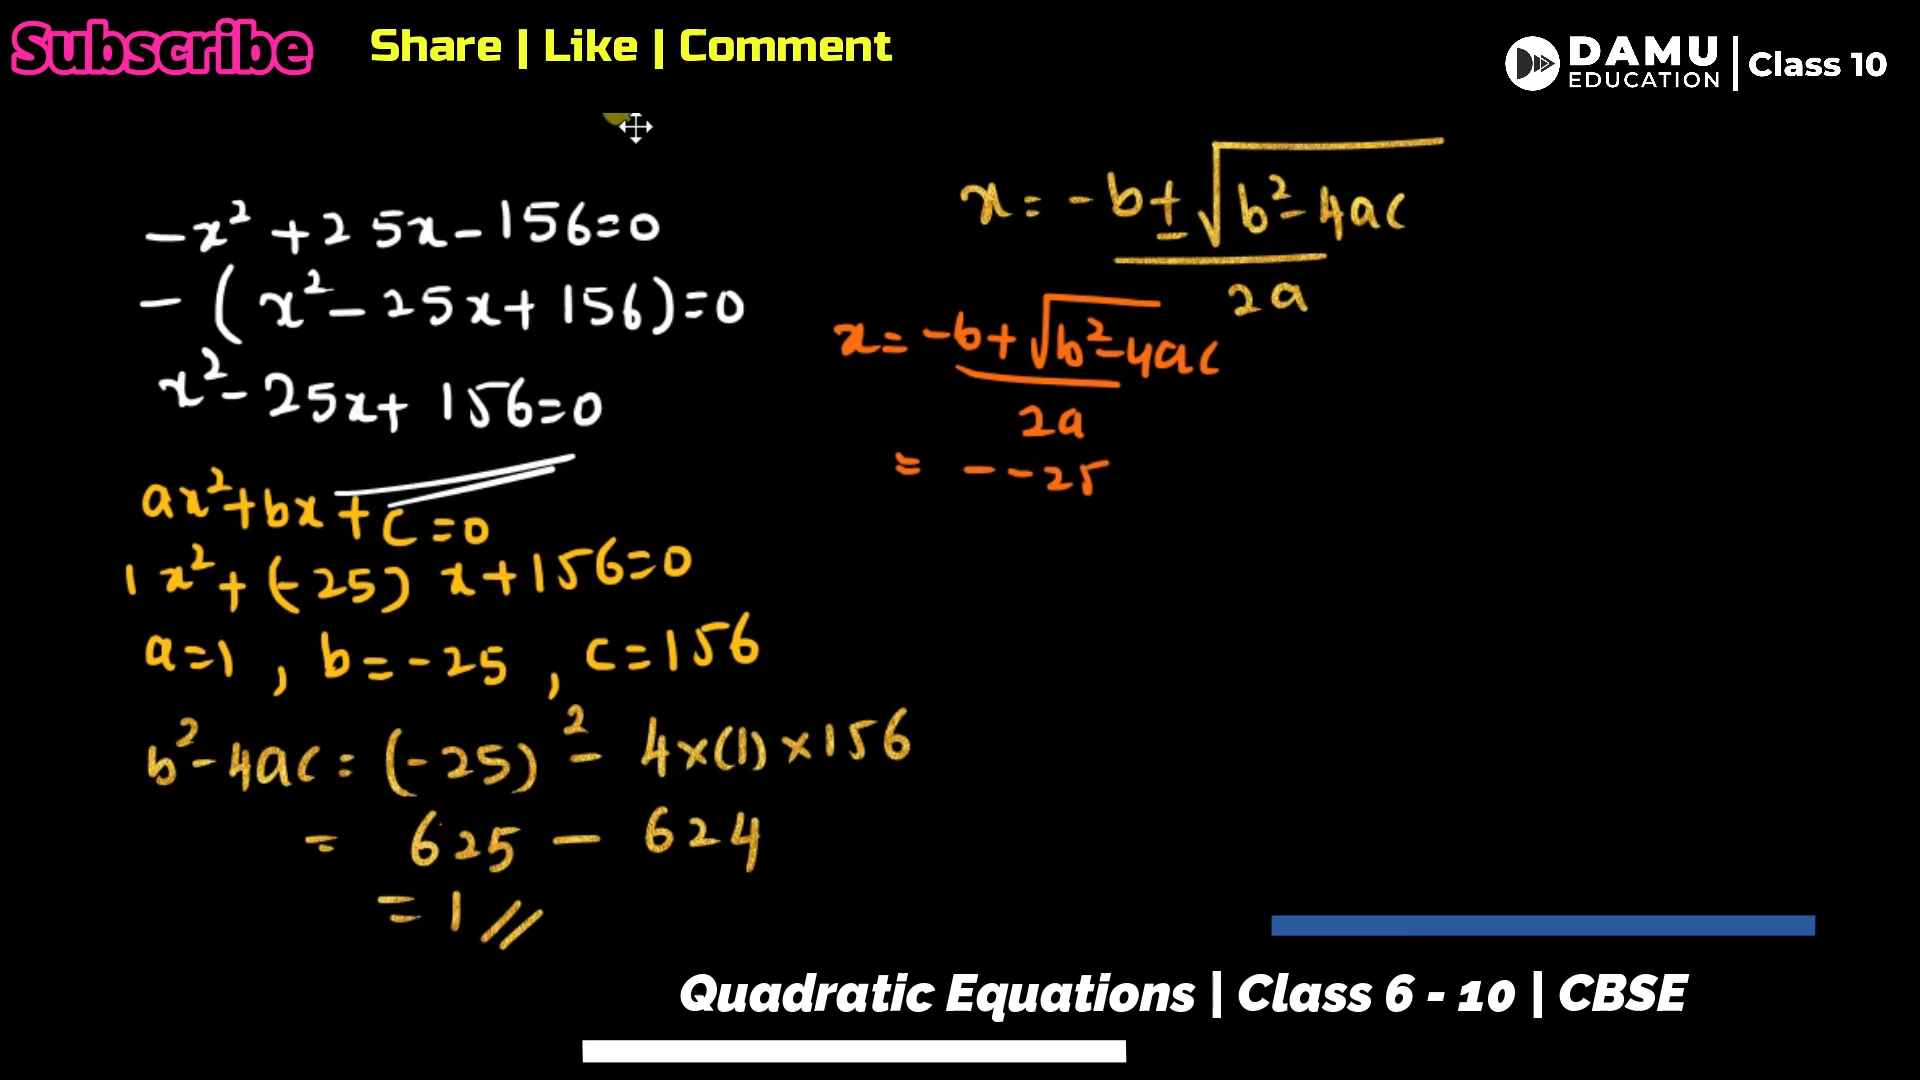 Subscribe
Share | Like | Comment
DAMU EDUCATION | Class 10
-x² + 25x - 156=0
- (x² - 25x + 156)=0
x² - 25x + 156=0
ax² + bx + c = 0
1x² + (-25) x + 156=0
a=1 , b=-25 , c=156
b² - 4ac = (-25)² - 4×(1)×156
= 625 - 624
= 1 //
x = -b ± √b² - 4ac
2a
x = -b + √b² - 4ac
2a
= - -25
Quadratic Equations | Class 6 - 10 | CBSE